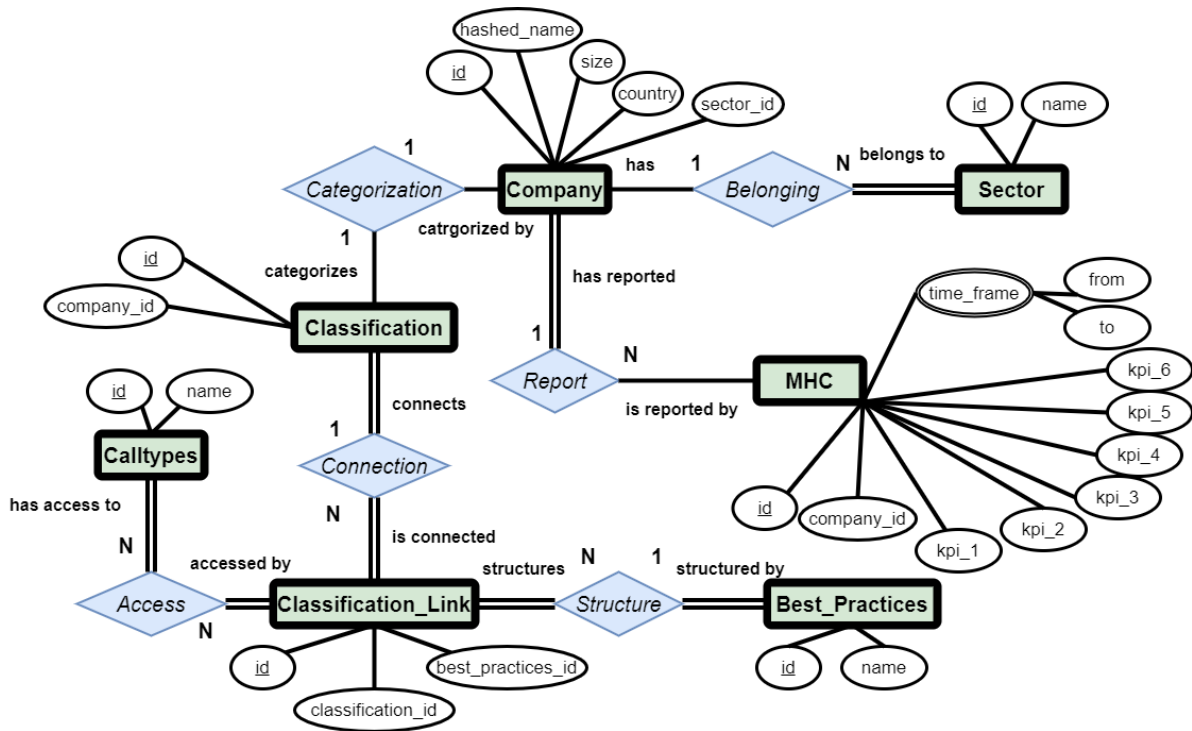 hashed_name
size
id
country
sector_id
id
name
1
has
1
N
belongs to
Categorization
Company
Belonging
Sector
catrgorized by
1
id
categorizes
has reported
company_id
time_frame
from
to
Classification
1
N
Report
MHC
kpi_6
is reported by
kpi_5
id
name
connects
Calltypes
1
kpi_4
Connection
kpi_3
id
company_id
kpi_2
has access to
N
kpi_1
N
is connected
accessed by
structures
N
1
structured by
Access
Classification_Link
Structure
Best_Practices
N
id
best_practices_id
id
name
classification_id